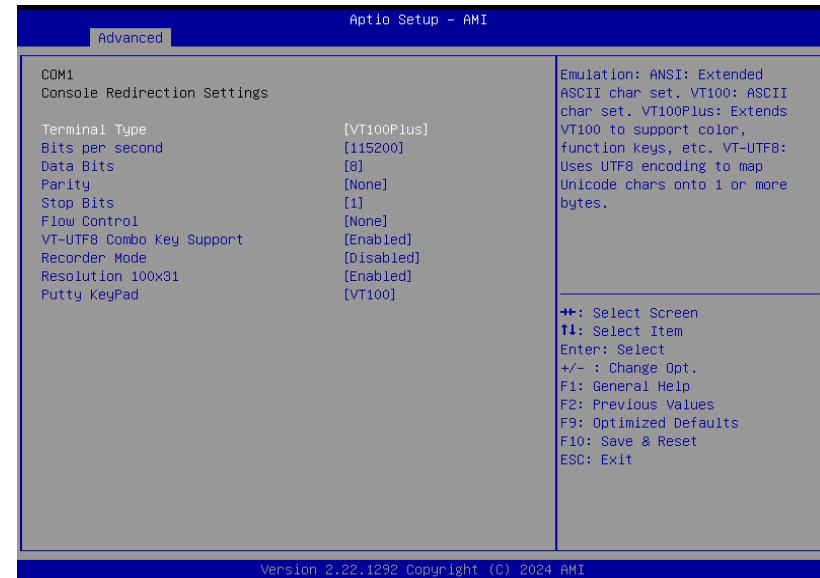 Aptio Setup – AMI
Advanced
COM1
Console Redirection Settings
Terminal Type [VT100Plus]
Bits per second [115200]
Data Bits [8]
Parity [None]
Stop Bits [1]
Flow Control [None]
VT-UTF8 Combo Key Support [Enabled]
Recorder Mode [Disabled]
Resolution 100x31 [Enabled]
Putty KeyPad [VT100]
Emulation: ANSI: Extended
ASCII char set. VT100: ASCII
char set. VT100Plus: Extends
VT100 to support color,
function keys, etc. VT-UTF8:
Uses UTF8 encoding to map
Unicode chars onto 1 or more
bytes.
→←: Select Screen
↑↓: Select Item
Enter: Select
+/- : Change Opt.
F1: General Help
F2: Previous Values
F9: Optimized Defaults
F10: Save & Reset
ESC: Exit
Version 2.22.1292 Copyright (C) 2024 AMI